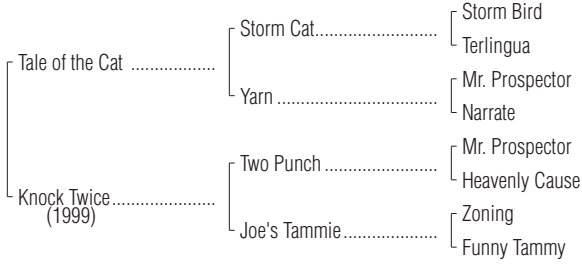 Storm Bird
Storm Cat....................................
Terlingua
Tale of the Cat ...................
Mr. Prospector
Yarn ................................................
Narrate
Mr. Prospector
Two Punch .................................
Heavenly Cause
Knock Twice.......................
(1999)
Zoning
Joe's Tammie............................
Funny Tammy